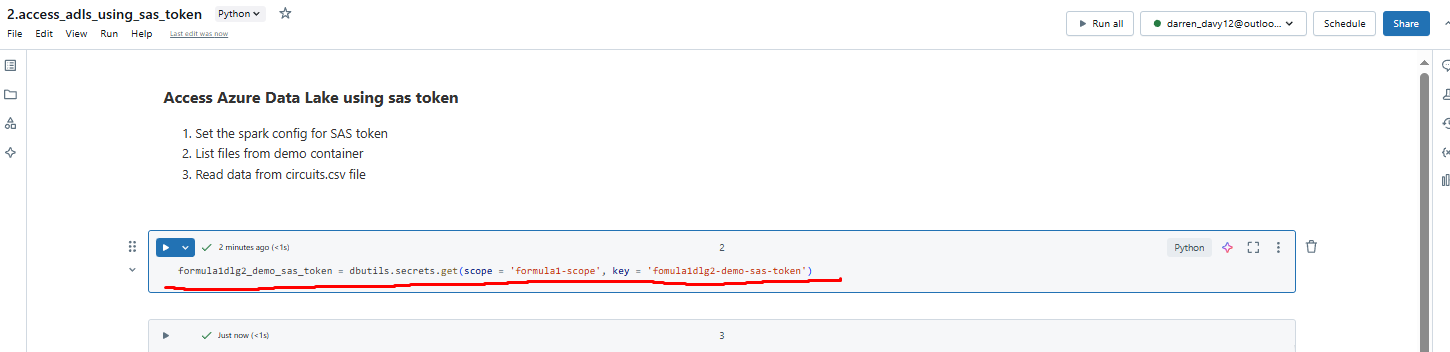 2.access_adls_using_sas_token Python
Run all darren_davy12@outloo... Schedule Share
File Edit View Run Help Last edit was now
Access Azure Data Lake using sas token
1. Set the spark config for SAS token
2. List files from demo container
3. Read data from circuits.csv file
2 minutes ago (<1s) 2 Python
formula1dlg2_demo_sas_token = dbutils.secrets.get(scope = 'formula1-scope', key = 'fomula1dlg2-demo-sas-token')
Just now (<1s) 3